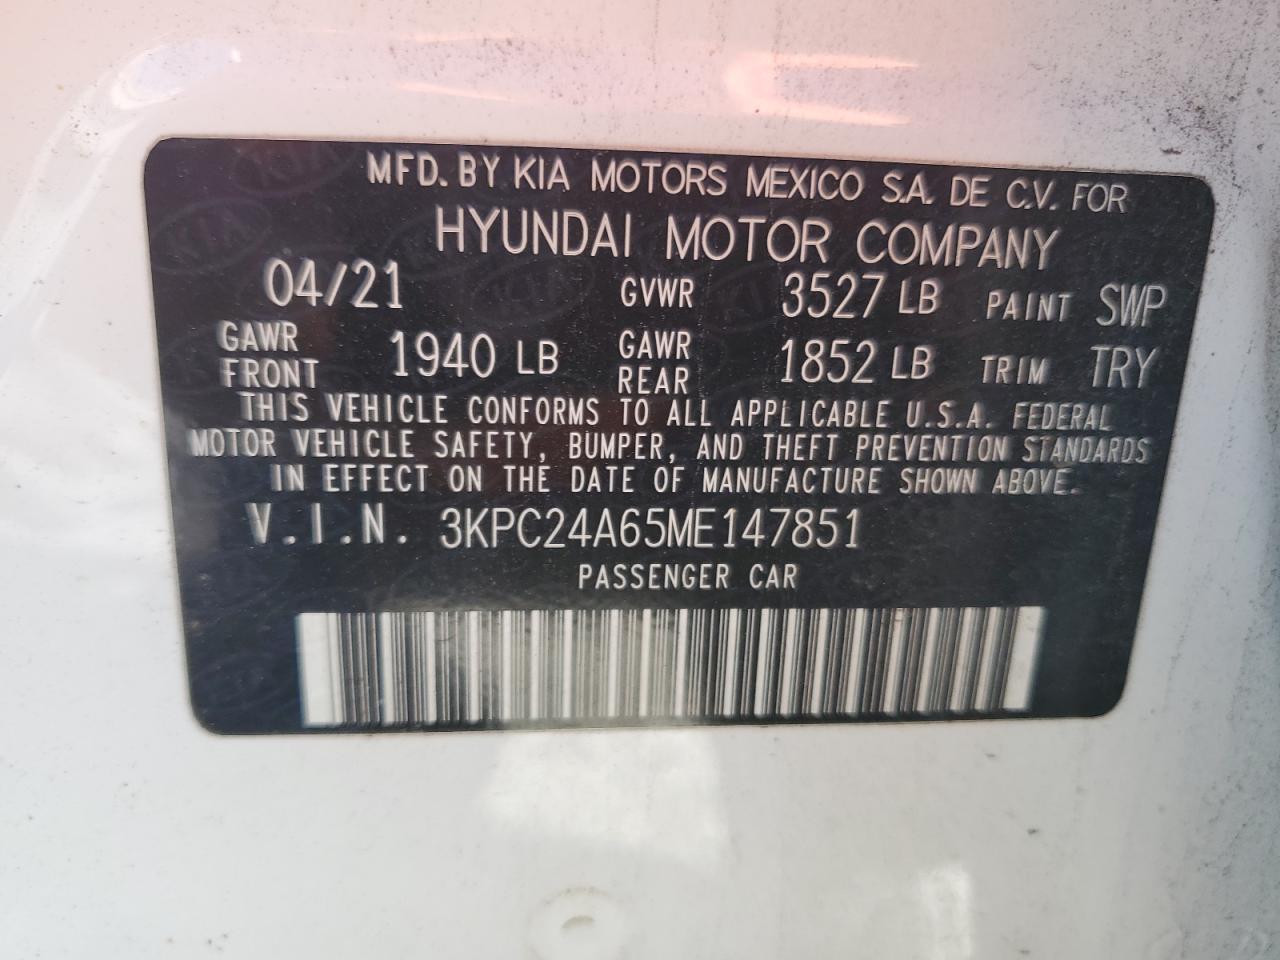 MFD. BY KIA MOTORS MEXICO S.A. DE C.V. FOR
HYUNDAI MOTOR COMPANY
04/21 GVWR 3527 LB PAINT SWP
GAWR FRONT 1940 LB GAWR REAR 1852 LB TRIM TRY
THIS VEHICLE CONFORMS TO ALL APPLICABLE U.S.A. FEDERAL
MOTOR VEHICLE SAFETY, BUMPER, AND THEFT PREVENTION STANDARDS
IN EFFECT ON THE DATE OF MANUFACTURE SHOWN ABOVE.
V.I.N. 3KPC24A65ME147851
PASSENGER CAR